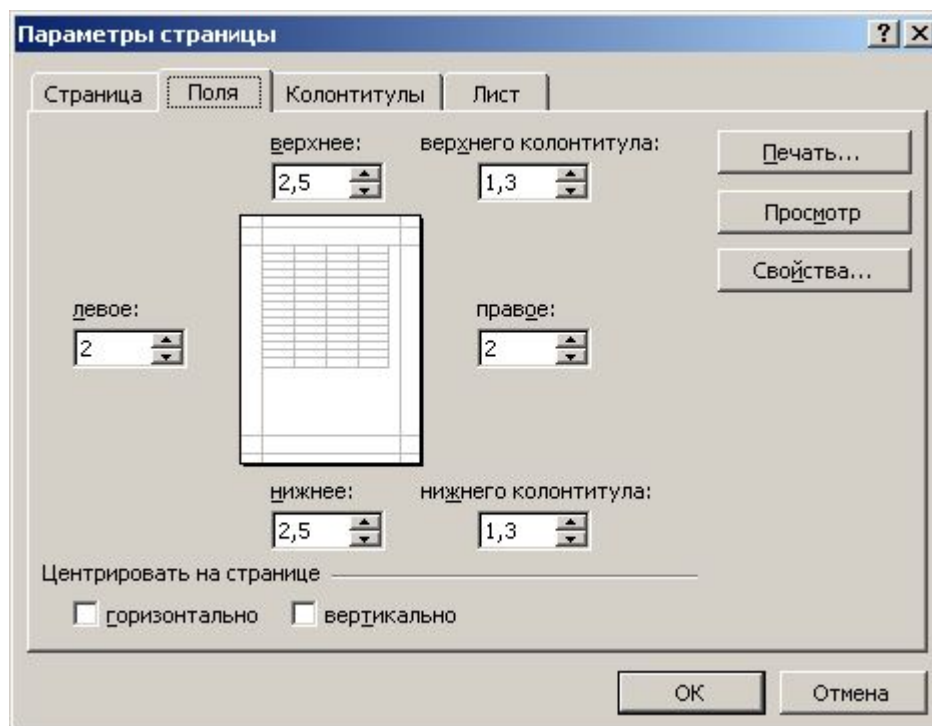 Параметры страницы
Страница Поля Колонтитулы Лист
верхнее: верхнего колонтитула:
2,5 1,3
Печать...
Просмотр
Свойства...
левое: правое:
2 2
нижнее: нижнего колонтитула:
2,5 1,3
Центрировать на странице
горизонтально вертикально
ОК Отмена